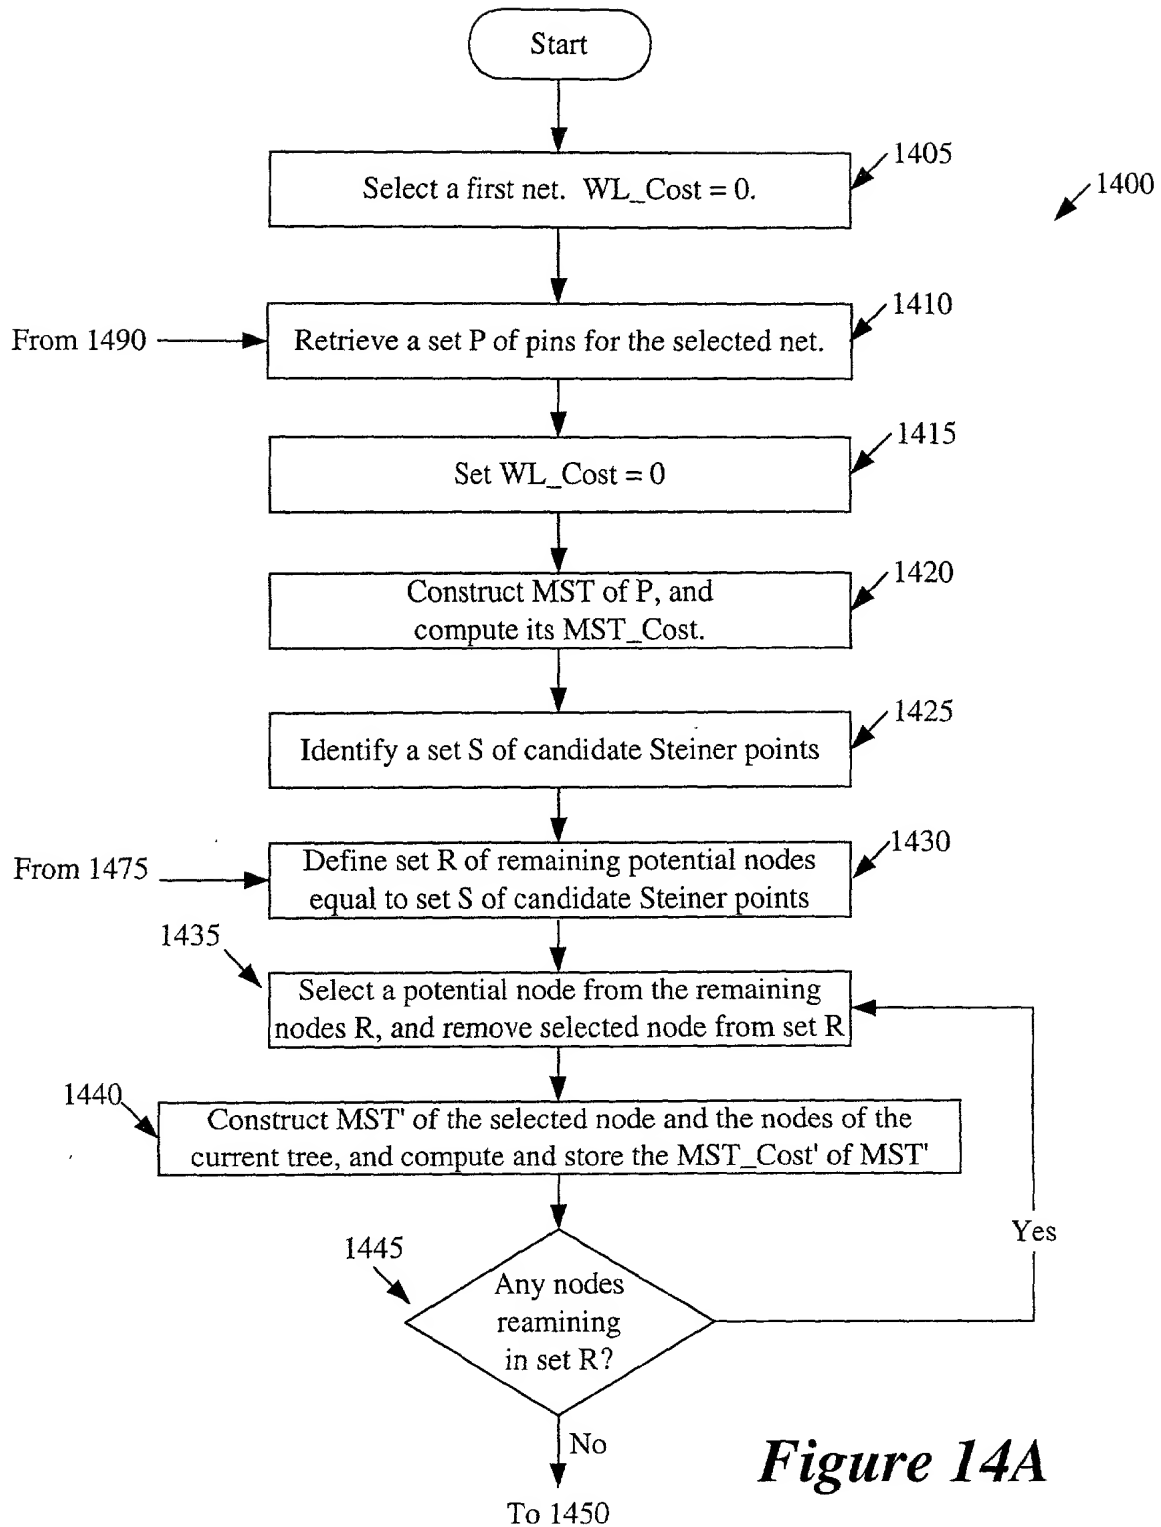 Start
1405
Select a first net. WL_Cost = 0.
1400
1410
From 1490
Retrieve a set P of pins for the selected net.
1415
Set WL_Cost = 0
1420
Construct MST of P, and
compute its MST_Cost.
1425
Identify a set S of candidate Steiner points
1430
From 1475
Define set R of remaining potential nodes
equal to set S of candidate Steiner points
1435
Select a potential node from the remaining
nodes R, and remove selected node from set R
1440
Construct MST' of the selected node and the nodes of the
current tree, and compute and store the MST_Cost' of MST'
Yes
1445
Any nodes
reamining
in set R?
No
Figure 14A
To 1450